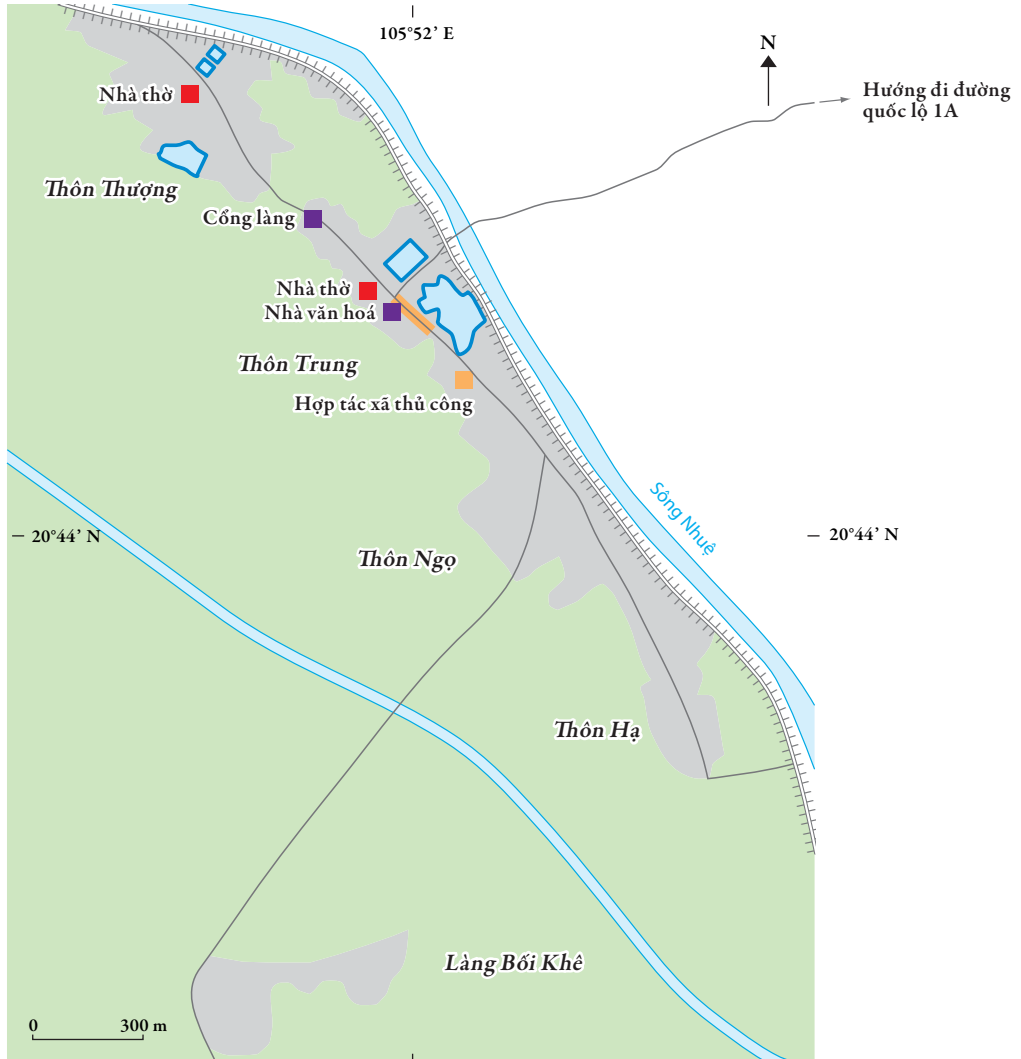 105°52’ E
N
Hướng đi đường
quốc lộ 1A
Nhà thờ
Thôn Thượng
Cổng làng
Nhà thờ
Nhà văn hoá
Thôn Trung
Hợp tác xã thủ công
Sông Nhuệ
20°44’ N
20°44’ N
Thôn Ngọ
Thôn Hạ
Làng Bối Khê
0 300 m